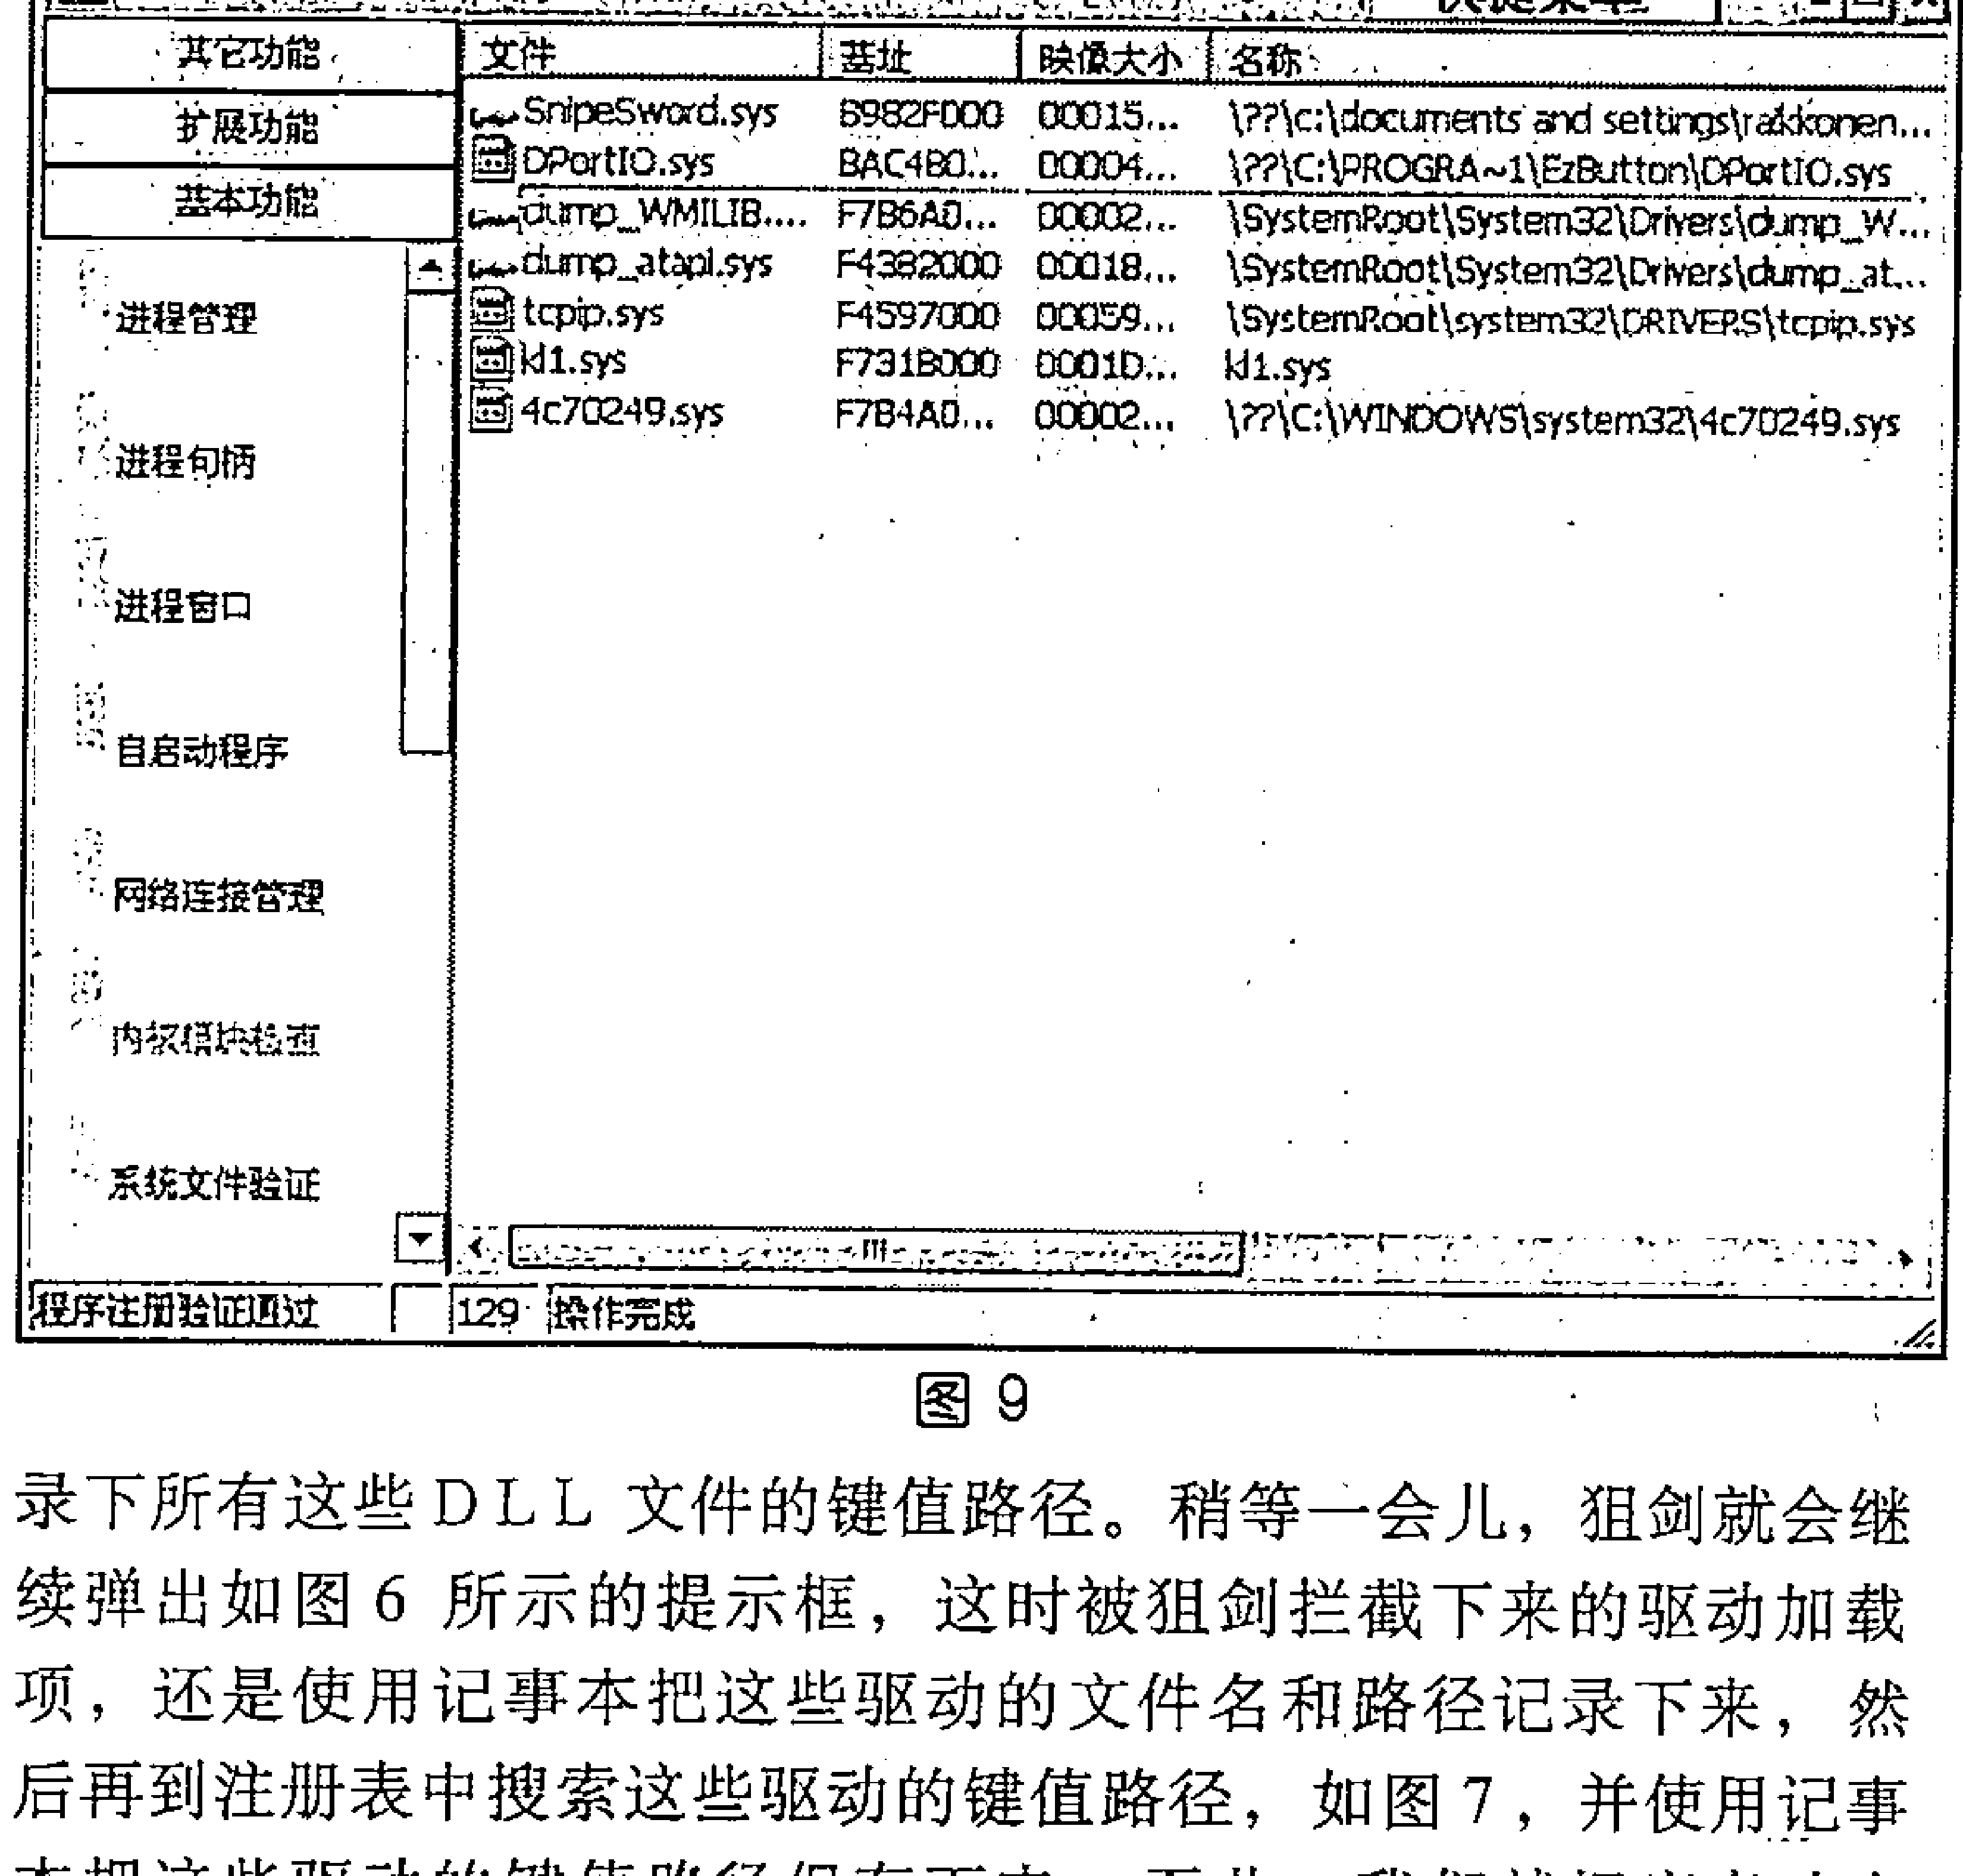 其它功能
扩展功能
基本功能
进程管理
进程句柄
进程窗口
自启动程序
网络连接管理
内核模块检查
系统文件验证
文件 基址 映像大小 名称
SnipeSword.sys B982F000 00015... \??\c:\documents and settings\raikkonen...
DPortIO.sys BAC4B0... 00004... \??\C:\PROGRA~1\EzButton\DPortIO.sys
dump_WMILIB.... F7B6A0... 00002... \SystemRoot\System32\Drivers\dump_W...
dump_atapi.sys F4382000 00018... \SystemRoot\System32\Drivers\dump_at...
tcpip.sys F4597000 00059... \SystemRoot\system32\DRIVERS\tcpip.sys
kl1.sys F731B000 0001D... kl1.sys
4c70249.sys F7B4A0... 00002... \??\C:\WINDOWS\system32\4c70249.sys
程序注册验证通过 129 操作完成
图 9
录下所有这些DLL 文件的键值路径。稍等一会儿，狙剑就会继
续弹出如图 6 所示的提示框，这时被狙剑拦截下来的驱动加载
项，还是使用记事本把这些驱动的文件名和路径记录下来，然
后再到注册表中搜索这些驱动的键值路径，如图 7，并使用记事